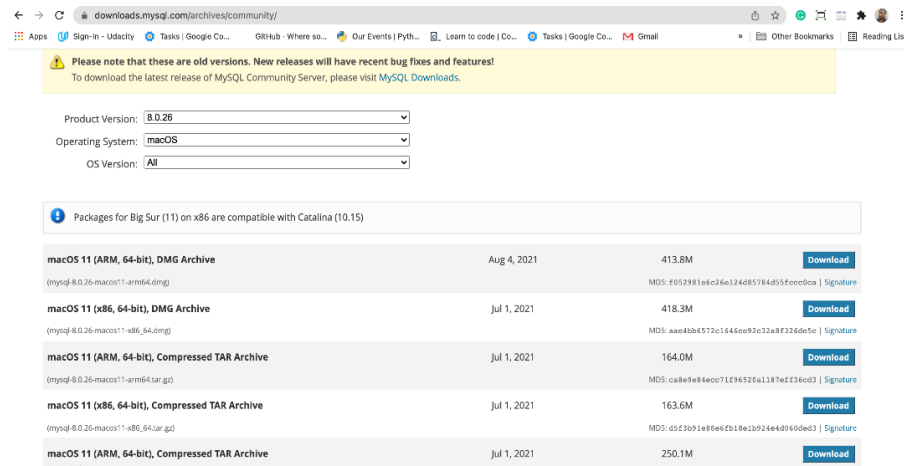 downloads.mysql.com/archives/community/
Apps Sign-in - Udacity Tasks | Google Co... GitHub - Where so... Our Events | Pyth... Learn to code | Co... Tasks | Google Co... Gmail » Other Bookmarks Reading Lis
Please note that these are old versions. New releases will have recent bug fixes and features!
To download the latest release of MySQL Community Server, please visit MySQL Downloads.
Product Version: 8.0.26
Operating System: macOS
OS Version: All
Packages for Big Sur (11) on x86 are compatible with Catalina (10.15)
macOS 11 (ARM, 64-bit), DMG Archive Aug 4, 2021 413.8M Download
(mysql-8.0.26-macos11-arm64.dmg) MD5: | Signature
macOS 11 (x86, 64-bit), DMG Archive Jul 1, 2021 418.3M Download
(mysql-8.0.26-macos11-x86_64.dmg) MD5: | Signature
macOS 11 (ARM, 64-bit), Compressed TAR Archive Jul 1, 2021 164.0M Download
(mysql-8.0.26-macos11-arm64.tar.gz) MD5: | Signature
macOS 11 (x86, 64-bit), Compressed TAR Archive Jul 1, 2021 163.6M Download
(mysql-8.0.26-macos11-x86_64.tar.gz) MD5: | Signature
macOS 11 (ARM, 64-bit), Compressed TAR Archive Jul 1, 2021 250.1M Download